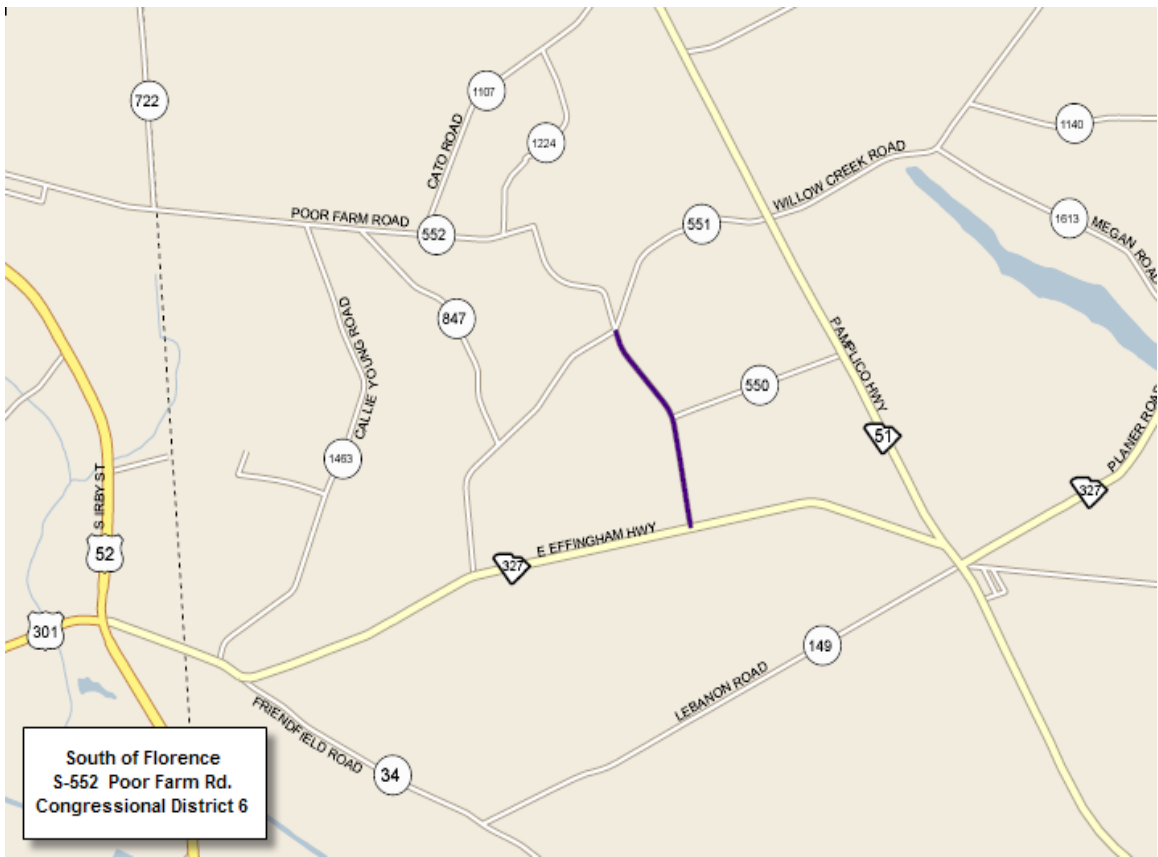 722
1107
1224
CATO ROAD
1140
WILLOW CREEK ROAD
POOR FARM ROAD
552
551
1613
MEGAN ROAD
847
CALLIE YOUNG ROAD
PAMPLICO HWY
550
51
1463
PLANER ROAD
327
S IRBY ST
52
E EFFINGHAM HWY
327
301
149
LEBANON ROAD
FRIENDFIELD ROAD
34
South of Florence
S-552 Poor Farm Rd.
Congressional District 6